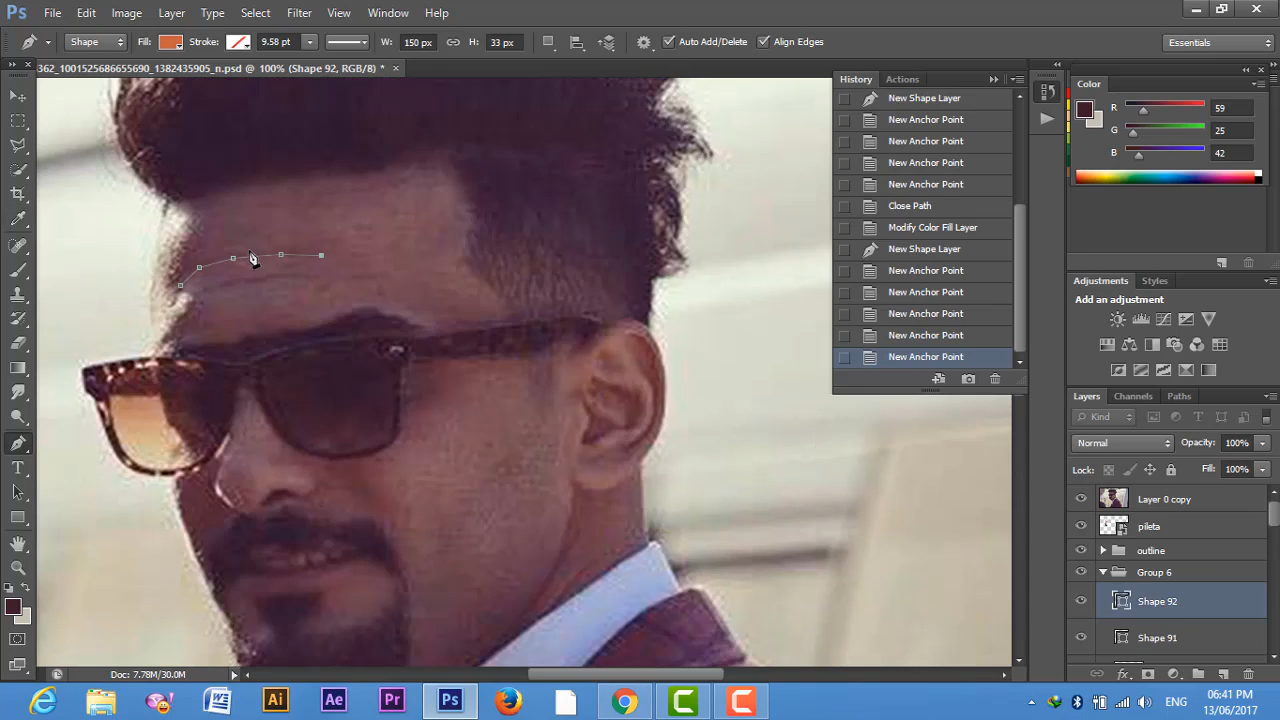 Ps File Edit Image Layer Type Select Filter View Window Help
Shape Fill: Stroke: 9.58 pt W: 150 px H: 33 px Auto Add/Delete Align Edges Essentials
362_1001525686655690_1382435905_n.psd @ 100% (Shape 92, RGB/8) * ×
History Actions
New Shape Layer
New Anchor Point
New Anchor Point
New Anchor Point
New Anchor Point
Close Path
Modify Color Fill Layer
New Shape Layer
New Anchor Point
New Anchor Point
New Anchor Point
New Anchor Point
New Anchor Point
Color
R 59
G 25
B 42
Adjustments Styles
Add an adjustment
Layers Channels Paths
Kind
Normal Opacity: 100%
Lock: Fill: 100%
Layer 0 copy
pileta
outline
Group 6
Shape 92
Shape 91
fx
Doc: 7.78M/30.0M
W Ai Ae Pr Ps C C
ENG
06:41 PM
13/06/2017